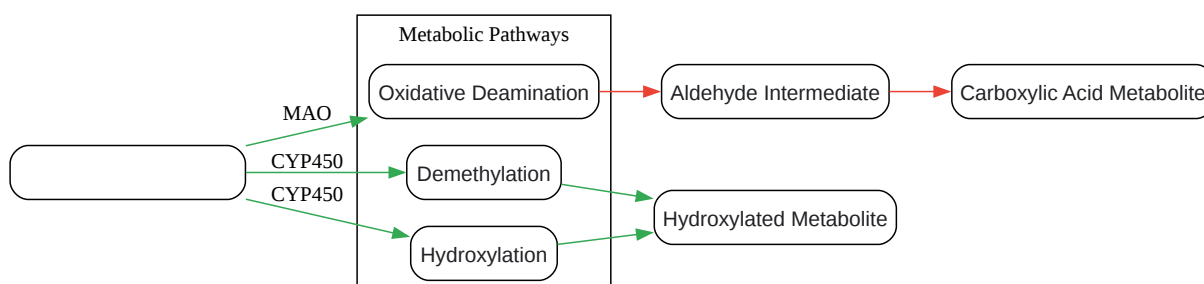 Metabolic Pathways
Oxidative Deamination
Aldehyde Intermediate
Carboxylic Acid Metabolite
MAO
CYP450
Demethylation
CYP450
Hydroxylated Metabolite
Hydroxylation